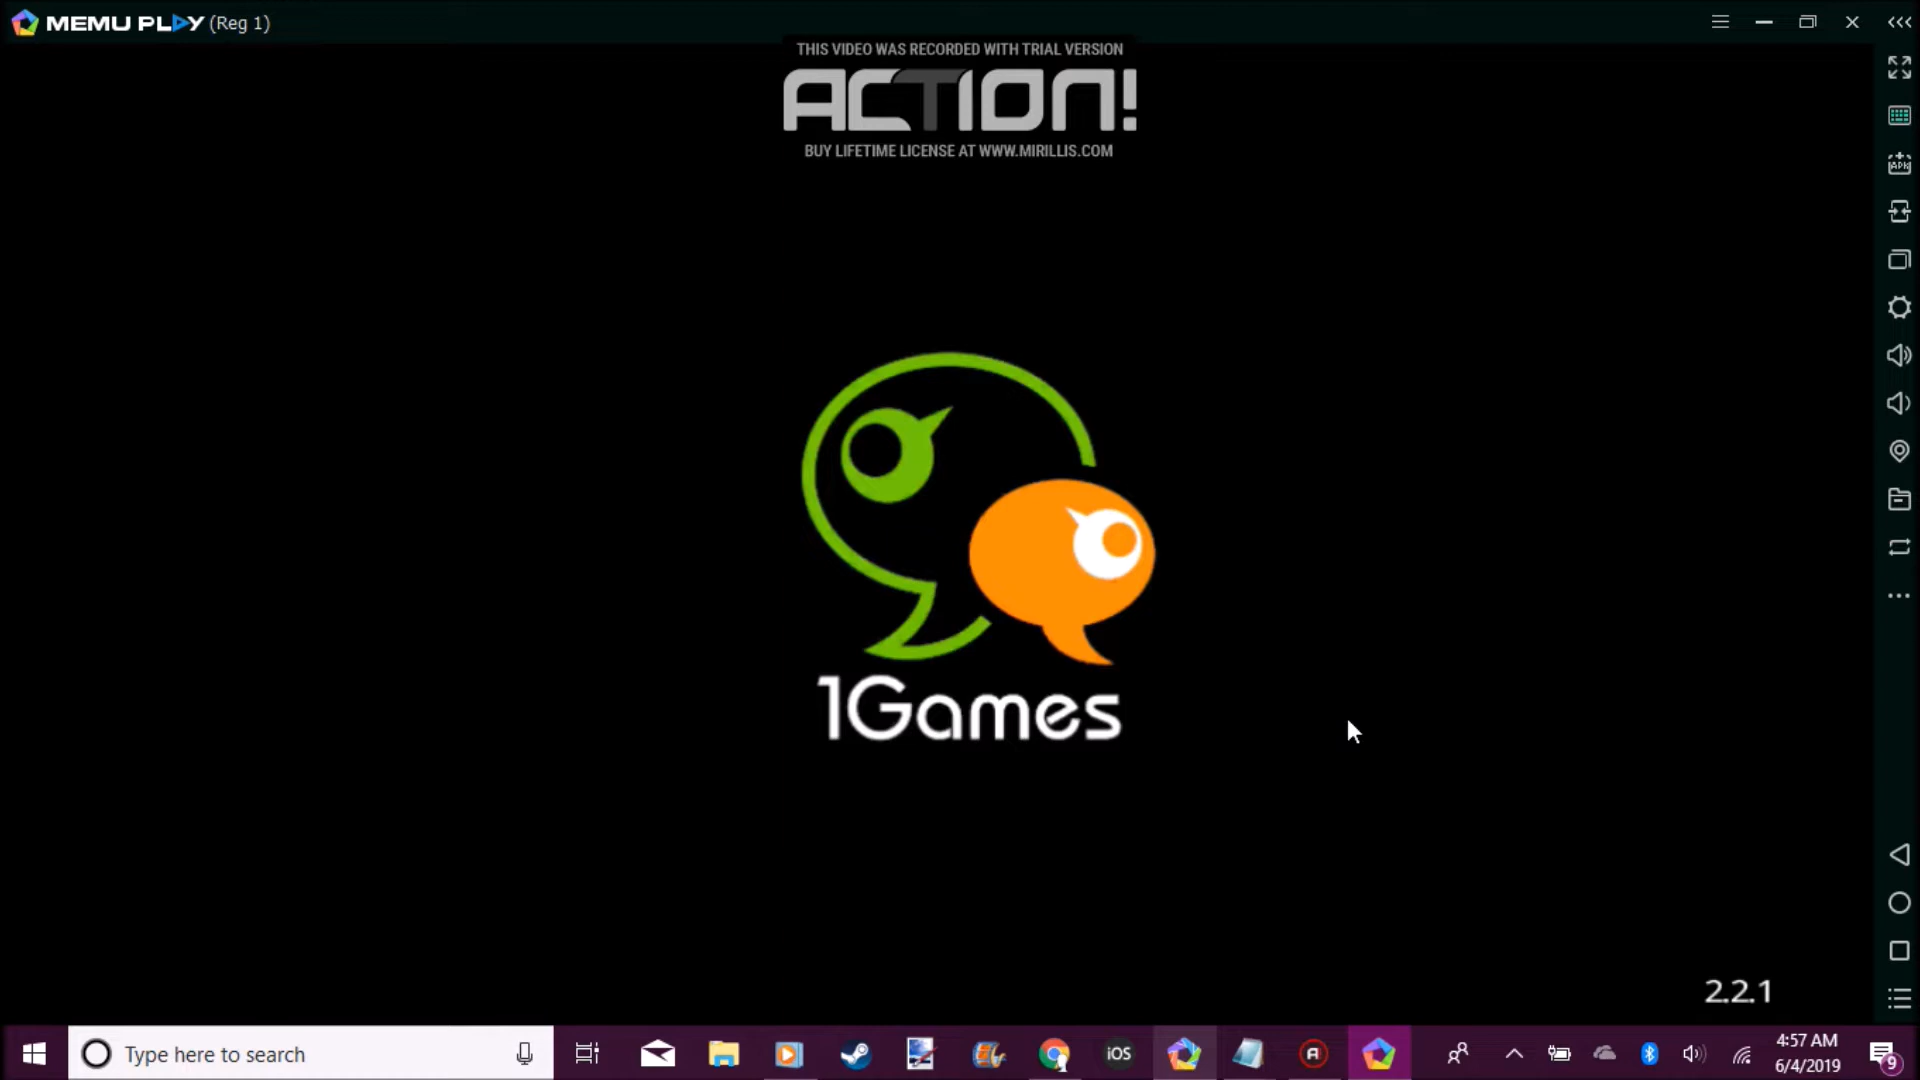 MEMU PLAY (Reg 1)
THIS VIDEO WAS RECORDED WITH TRIAL VERSION
ACTION!
BUY LIFETIME LICENSE AT WWW.MIRILLIS.COM
APK
1Games
2.2.1
Type here to search
iOS
4:57 AM
6/4/2019
9